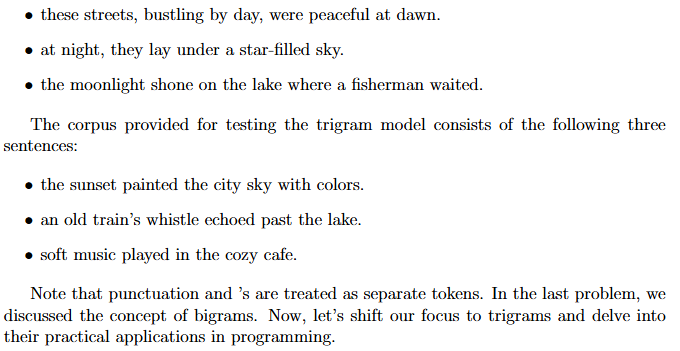 • these streets, bustling by day, were peaceful at dawn.
• at night, they lay under a star-filled sky.
• the moonlight shone on the lake where a fisherman waited.
The corpus provided for testing the trigram model consists of the following three
sentences:
• the sunset painted the city sky with colors.
• an old train’s whistle echoed past the lake.
• soft music played in the cozy cafe.
Note that punctuation and ’s are treated as separate tokens. In the last problem, we
discussed the concept of bigrams. Now, let’s shift our focus to trigrams and delve into
their practical applications in programming.